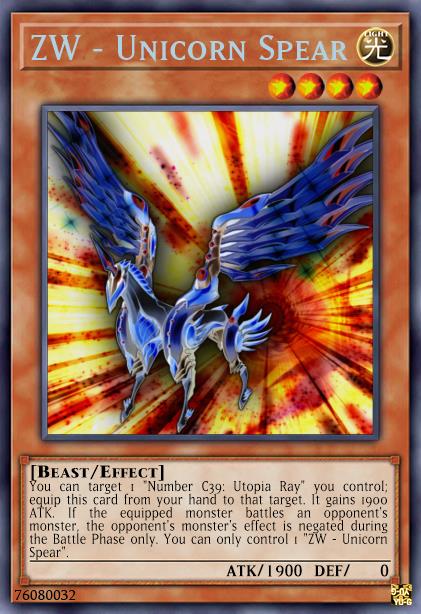 ZW - Unicorn Spear
LIGHT
光
[Beast/Effect]
You can target 1 "Number C39: Utopia Ray" you control;
equip this card from your hand to that target. It gains 1900
ATK. If the equipped monster battles an opponent's
monster, the opponent's monster's effect is negated during
the Battle Phase only. You can only control 1 "ZW - Unicorn
Spear".
ATK/1900 DEF/ 0
76080032